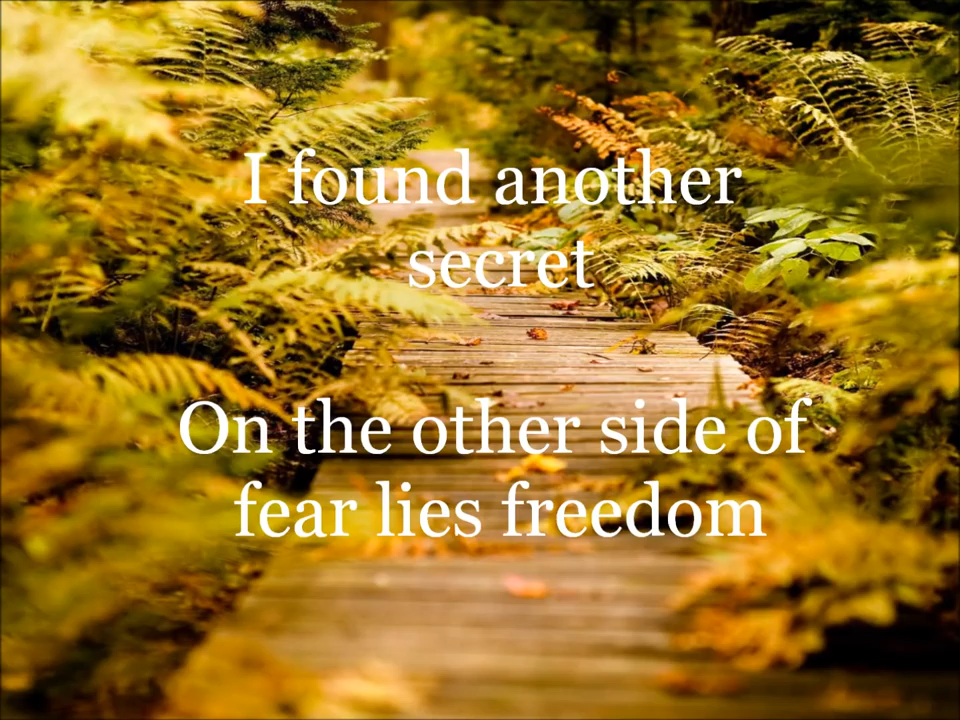 I found another
secret
On the other side of
fear lies freedom